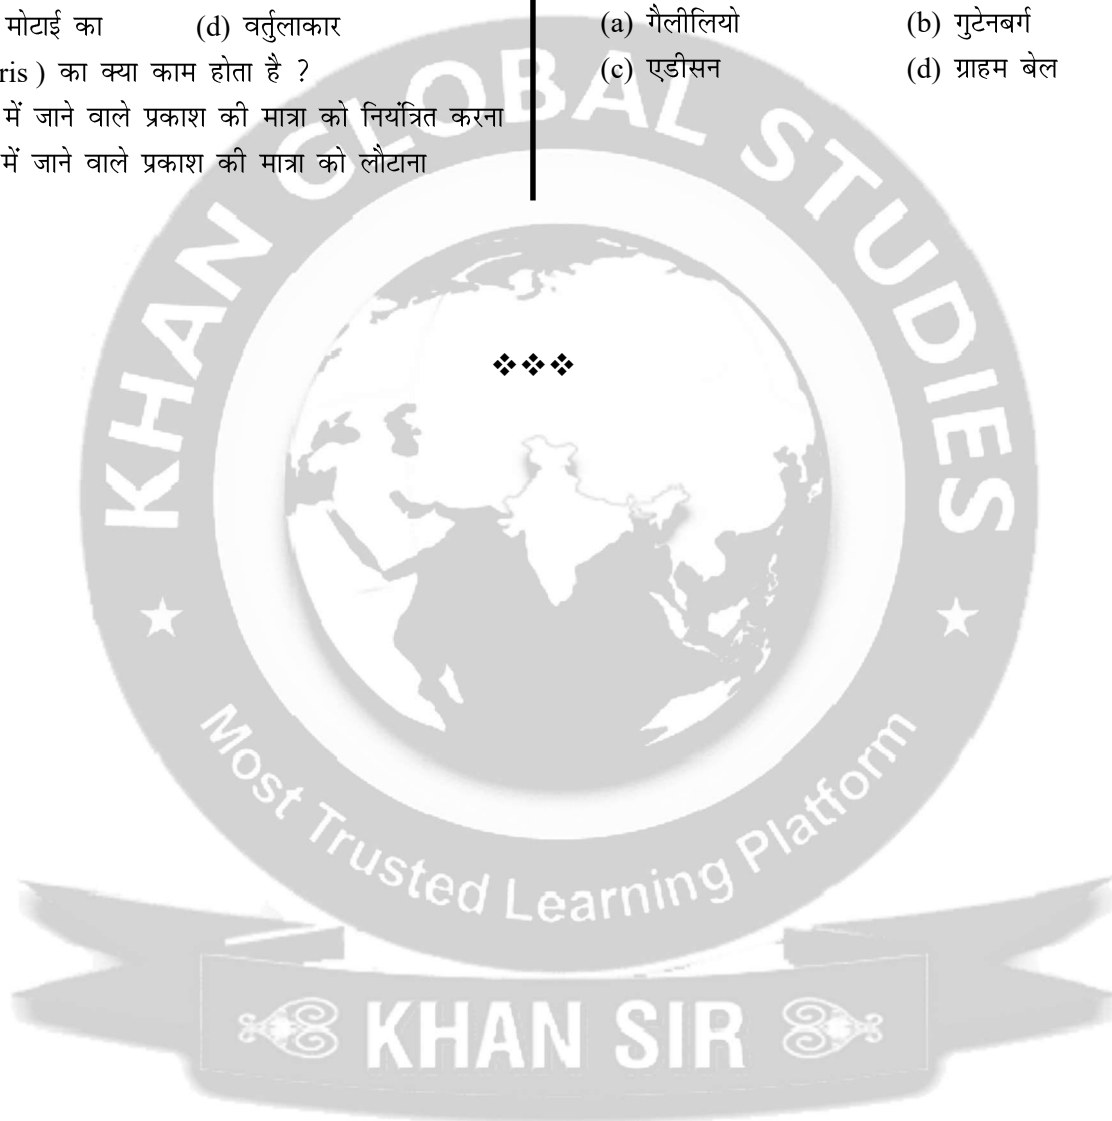 मोटाई का (d) वर्तुलाकार
ris ) का क्या काम होता है ?
में जाने वाले प्रकाश की मात्रा को नियंत्रित करना
में जाने वाले प्रकाश की मात्रा को लौटाना
(a) गैलीलियो (b) गुटेनबर्ग
(c) एडीसन (d) ग्राहम बेल
KHAN GLOBAL STUDIES
Most Trusted Learning Platform
KHAN SIR